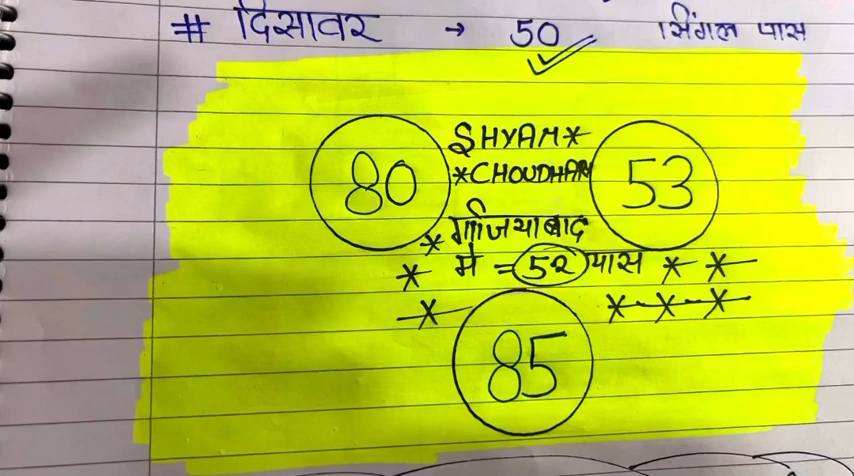 # दिसावर → 50 सिंगल पास
80 SHYAM* 53
*CHOUDHARY
* गाजियाबाद
* मे = 52 पास * *
* *-*-*
85